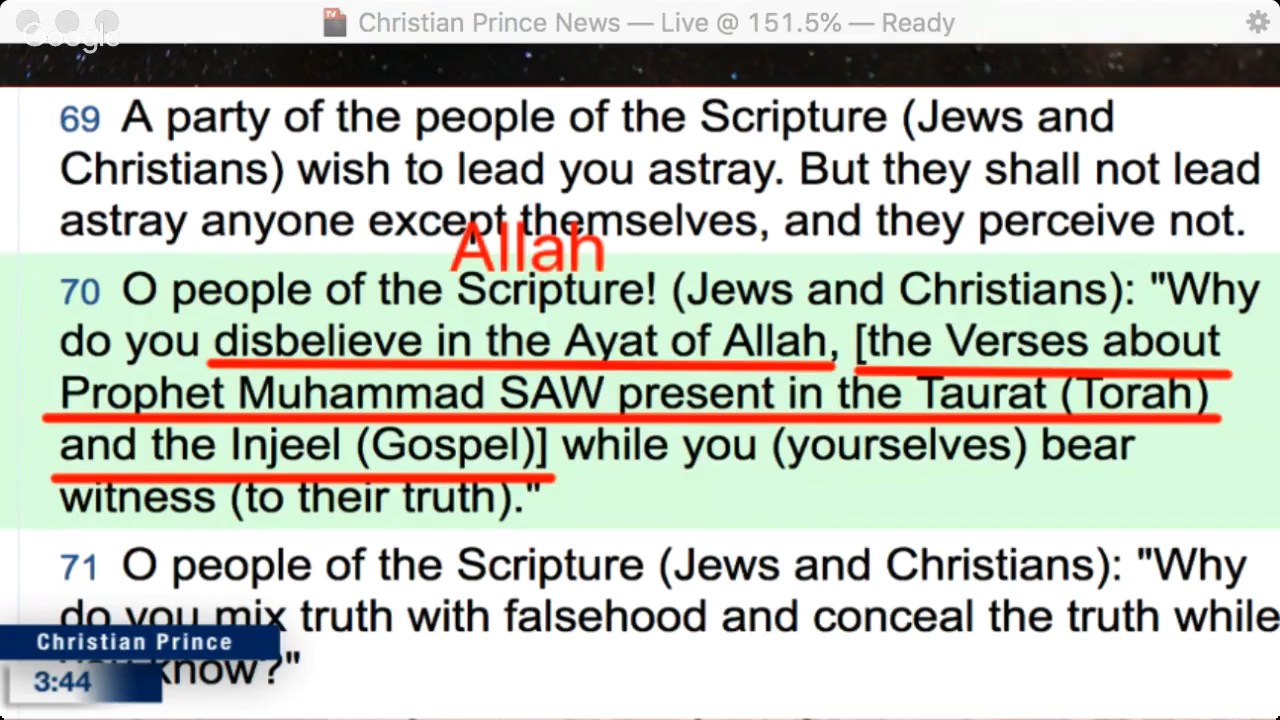 Christian Prince News — Live @ 151.5% — Ready
Google
69 A party of the people of the Scripture (Jews and
Christians) wish to lead you astray. But they shall not lead
astray anyone except themselves, and they perceive not.
Allah
70 O people of the Scripture! (Jews and Christians): "Why
do you disbelieve in the Ayat of Allah, [the Verses about
Prophet Muhammad SAW present in the Taurat (Torah)
and the Injeel (Gospel)] while you (yourselves) bear
witness (to their truth)."
71 O people of the Scripture (Jews and Christians): "Why
do you mix truth with falsehood and conceal the truth while
you know?"
Christian Prince
3:44